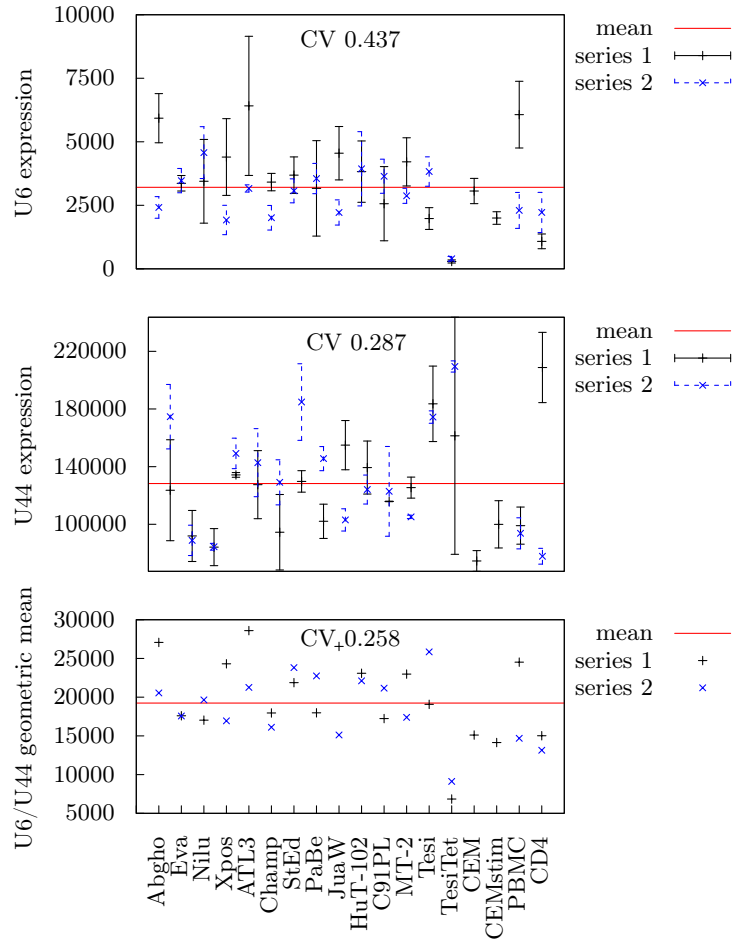 10000
7500
5000
2500
0
U6 expression
CV 0.437
mean
series 1
series 2
220000
180000
140000
100000
U44 expression
CV 0.287
mean
series 1
series 2
30000
25000
20000
15000
10000
5000
U6/U44 geometric mean
CV 0.258
mean
series 1
series 2
Abgho
Eva
Nilu
Xpos
ATL3
Champ
StEd
PaBe
JuaW
HuT-102
C91PL
MT-2
Tesi
TesiTet
CEM
CEMstim
PBMC
CD4